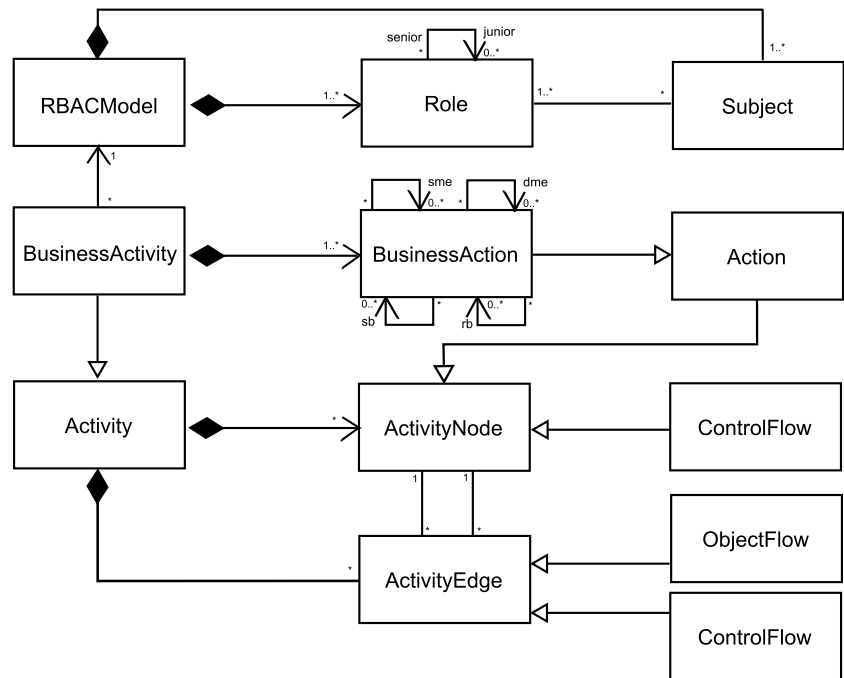 senior
junior
*
0..*
1..*
RBACModel
1..*
Role
1..*
*
Subject
1
*
sme
dme
*
0..*
*
0..*
BusinessActivity
1..*
BusinessAction
Action
0..*
*
0..*
*
sb
rb
Activity
*
ActivityNode
ControlFlow
1
1
*
*
ObjectFlow
*
ActivityEdge
ControlFlow